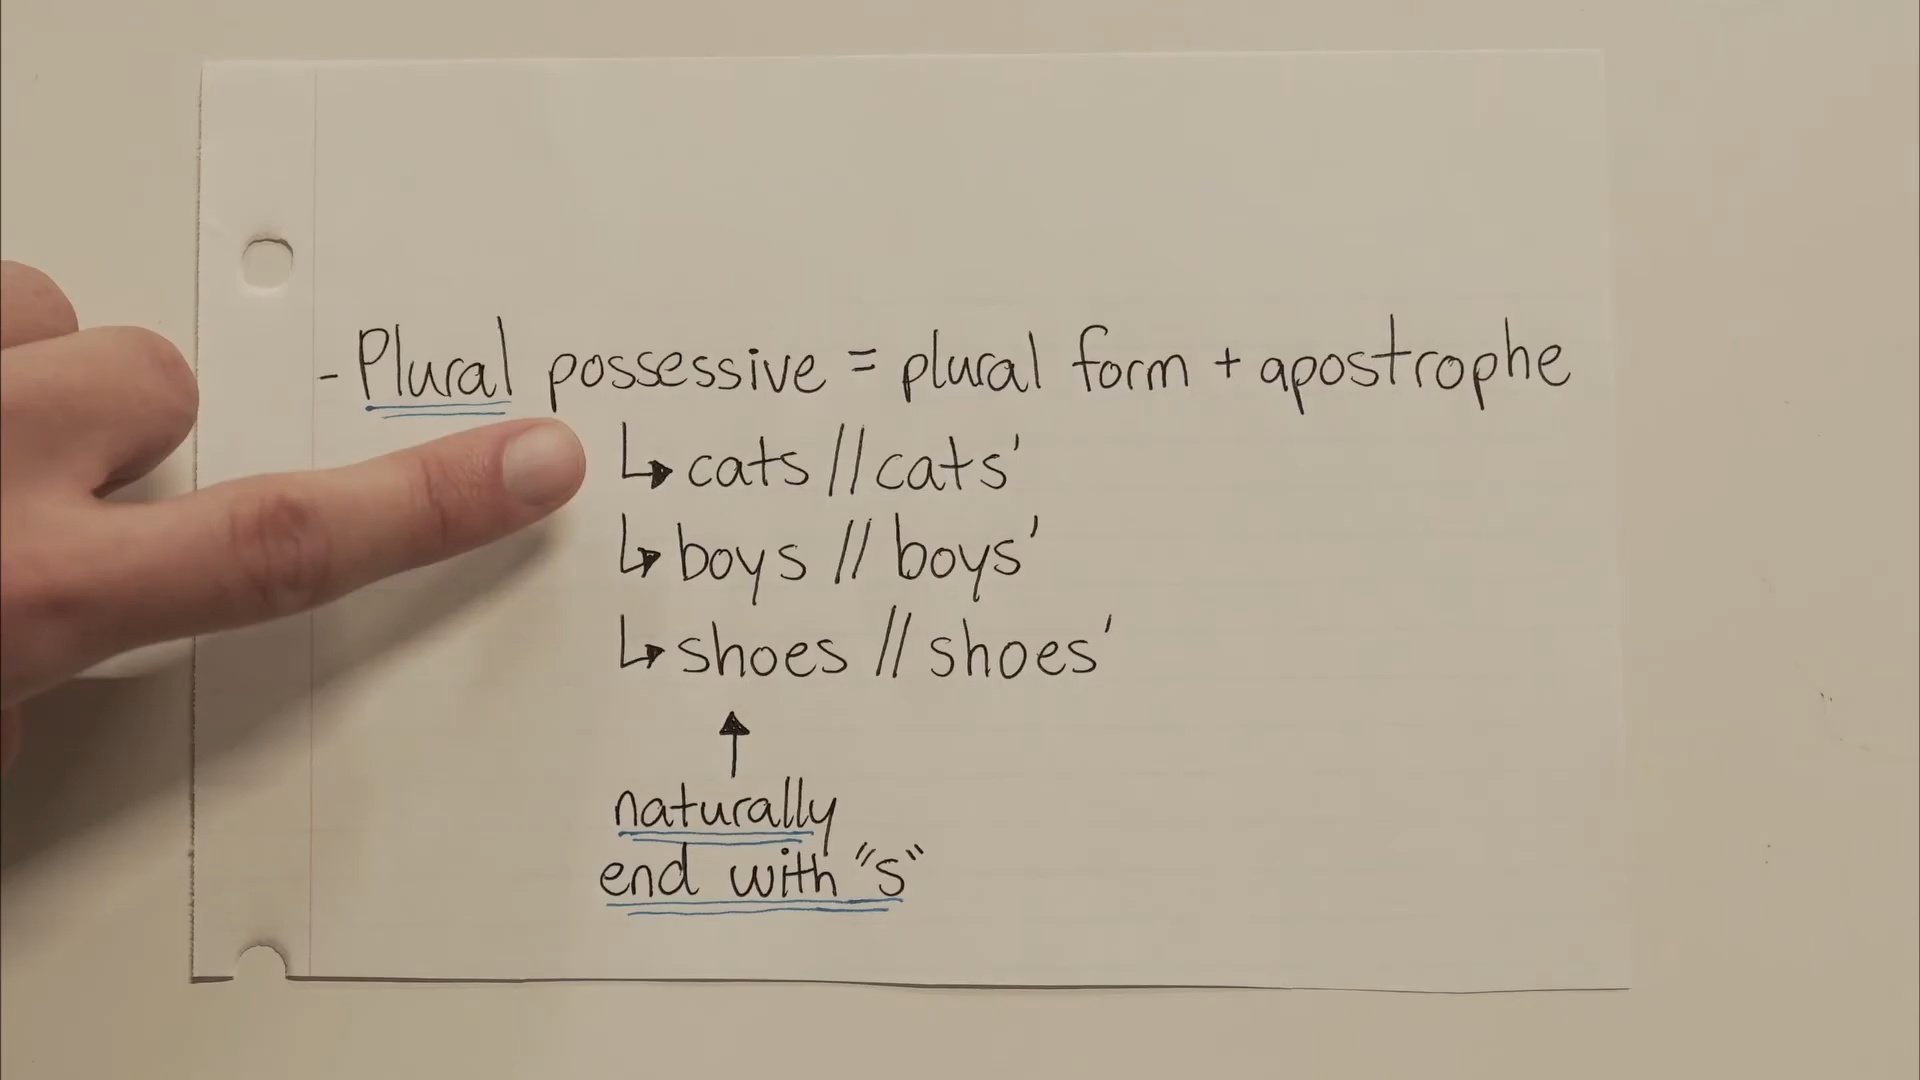 - Plural possessive = plural form + apostrophe
↳ cats // cats'
↳ boys // boys'
↳ shoes // shoes'
↑
naturally
end with "s"